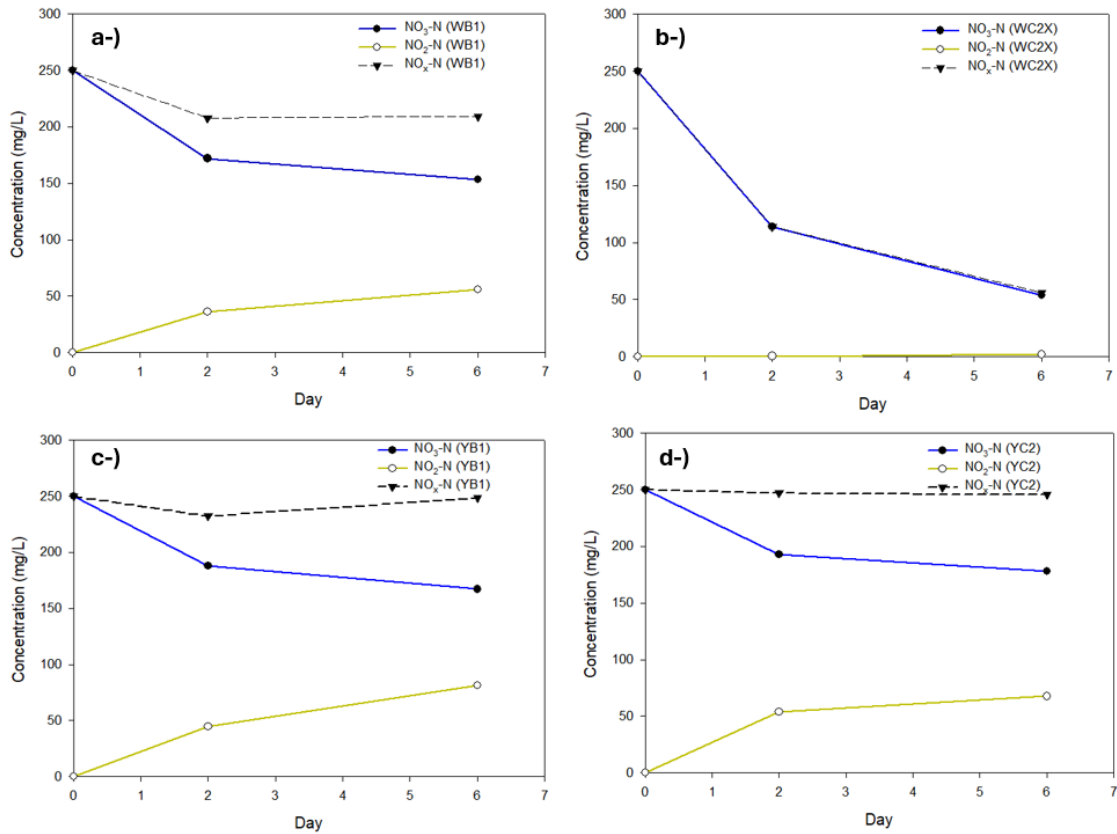 a-)
NO₃-N (WB1)
NO₂-N (WB1)
NOₓ-N (WB1)
300
250
200
150
100
50
0
Concentration (mg/L)
0 1 2 3 4 5 6 7
Day
b-)
NO₃-N (WC2X)
NO₂-N (WC2X)
NOₓ-N (WC2X)
300
250
200
150
100
50
0
Concentration (mg/L)
0 1 2 3 4 5 6 7
Day
c-)
NO₃-N (YB1)
NO₂-N (YB1)
NOₓ-N (YB1)
300
250
200
150
100
50
0
Concentration (mg/L)
0 1 2 3 4 5 6 7
Day
d-)
NO₃-N (YC2)
NO₂-N (YC2)
NOₓ-N (YC2)
300
250
200
150
100
50
0
Concentration (mg/L)
0 1 2 3 4 5 6 7
Day